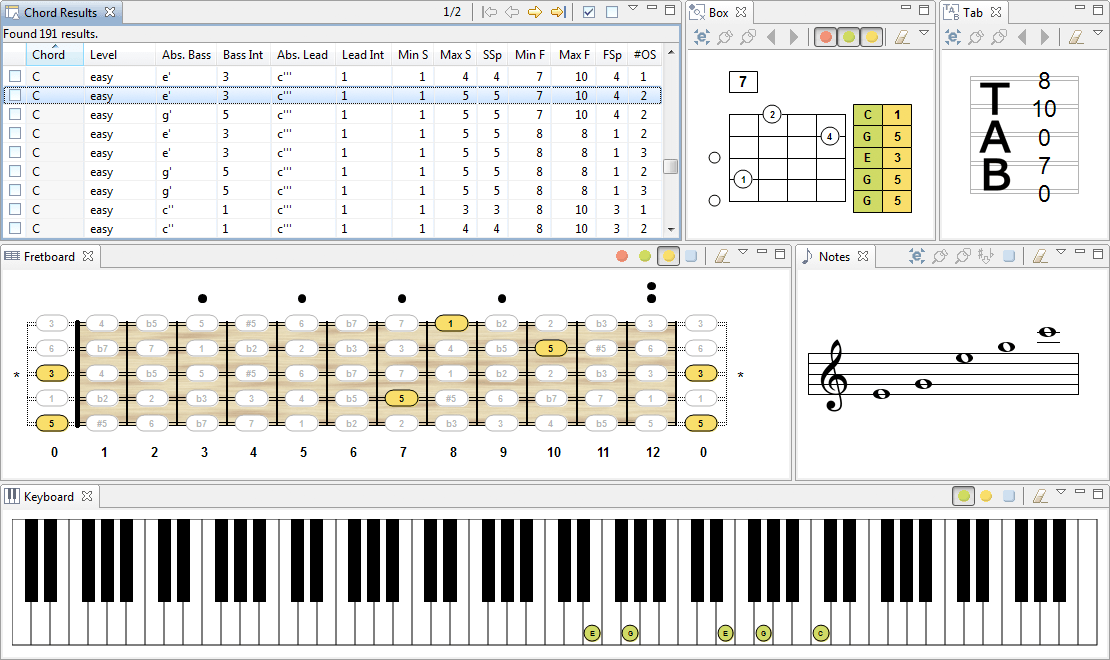 Chord Results
1/2
Found 191 results.
Chord Level Abs. Bass Bass Int Abs. Lead Lead Int Min S Max S SSp Min F Max F FSp #OS
C easy e' 3 c''' 1 1 4 4 7 10 4 1
C easy e' 3 c''' 1 1 5 5 7 10 4 2
C easy g' 5 c''' 1 1 5 5 7 10 4 2
C easy e' 3 c''' 1 1 5 5 8 8 1 2
C easy e' 3 c''' 1 1 5 5 8 8 1 3
C easy g' 5 c''' 1 1 5 5 8 8 1 2
C easy g' 5 c''' 1 1 5 5 8 8 1 3
C easy c'' 1 c''' 1 1 3 3 8 10 3 1
C easy c'' 1 c''' 1 1 4 4 8 10 3 2
Box
7
2
4
1
C 1
G 5
E 3
G 5
G 5
Tab
TAB
8
10
0
7
0
Fretboard
3 4 b5 5 #5 6 b7 7 1 b2 2 b3 3 3
6 b7 7 1 b2 2 b3 3 4 b5 5 #5 6 6
* 3 4 b5 5 #5 6 b7 7 1 b2 2 b3 3 3 *
1 b2 2 b3 3 4 b5 5 #5 6 b7 7 1 1
5 #5 6 b7 7 1 b2 2 b3 3 4 b5 5 5
0 1 2 3 4 5 6 7 8 9 10 11 12 0
Notes
Keyboard
E G E G C